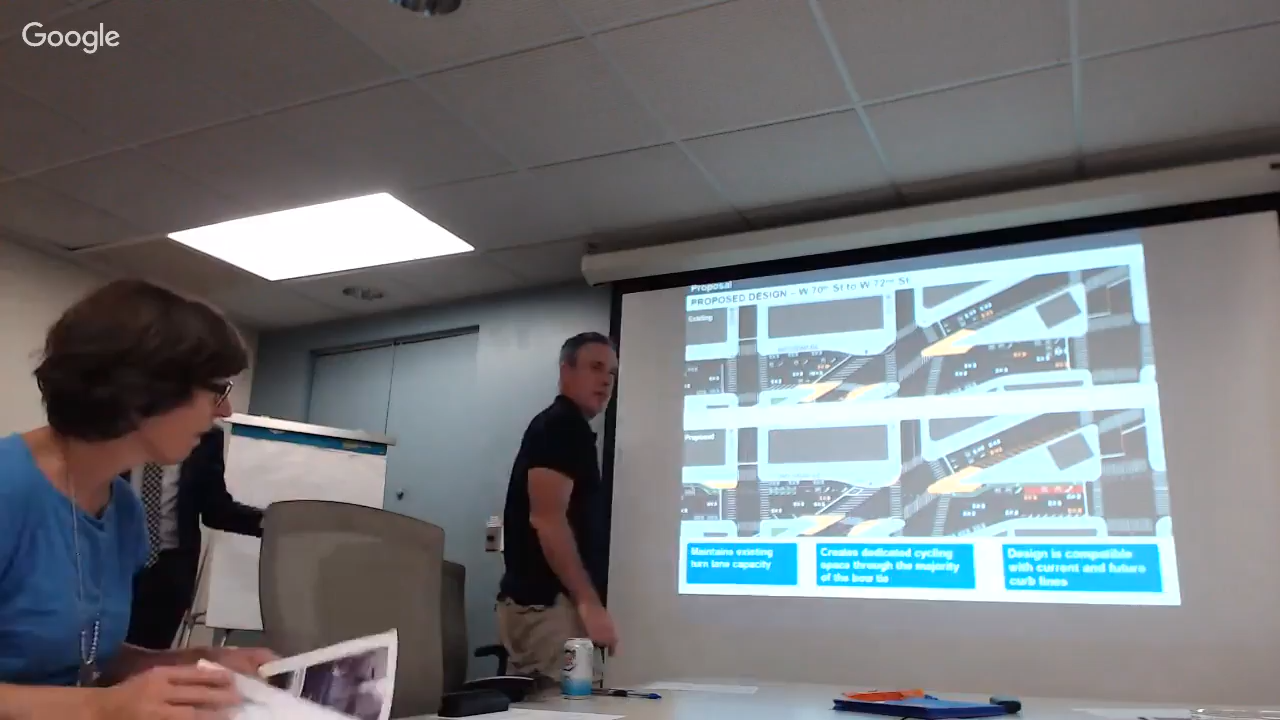 Google
Proposal
PROPOSED DESIGN – W 70th St to W 72nd St
Existing
Proposed
Maintains existing
turn lane capacity
Creates dedicated cycling
space through the majority
of the bow tie
Design is compatible
with current and future
curb lines